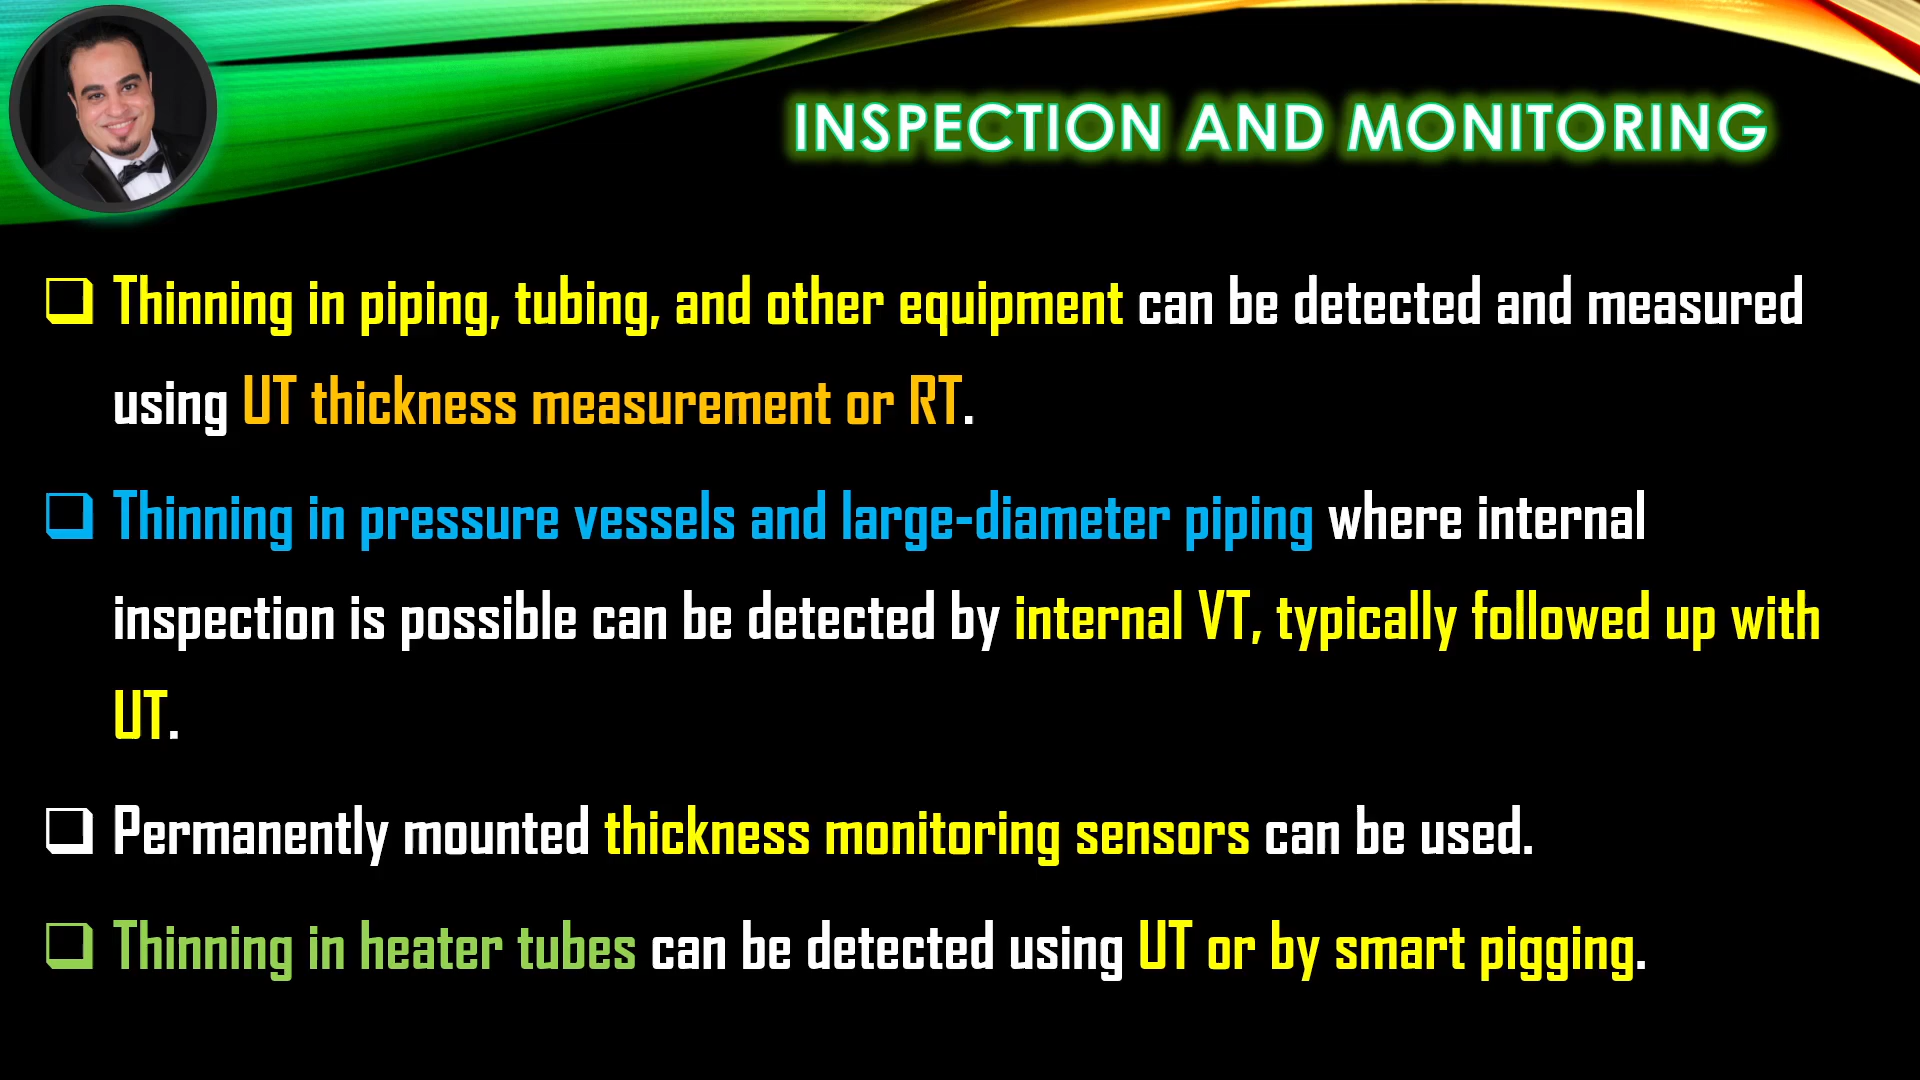 INSPECTION AND MONITORING
Thinning in piping, tubing, and other equipment can be detected and measured
using UT thickness measurement or RT.
Thinning in pressure vessels and large-diameter piping where internal
inspection is possible can be detected by internal VT, typically followed up with
UT.
Permanently mounted thickness monitoring sensors can be used.
Thinning in heater tubes can be detected using UT or by smart pigging.